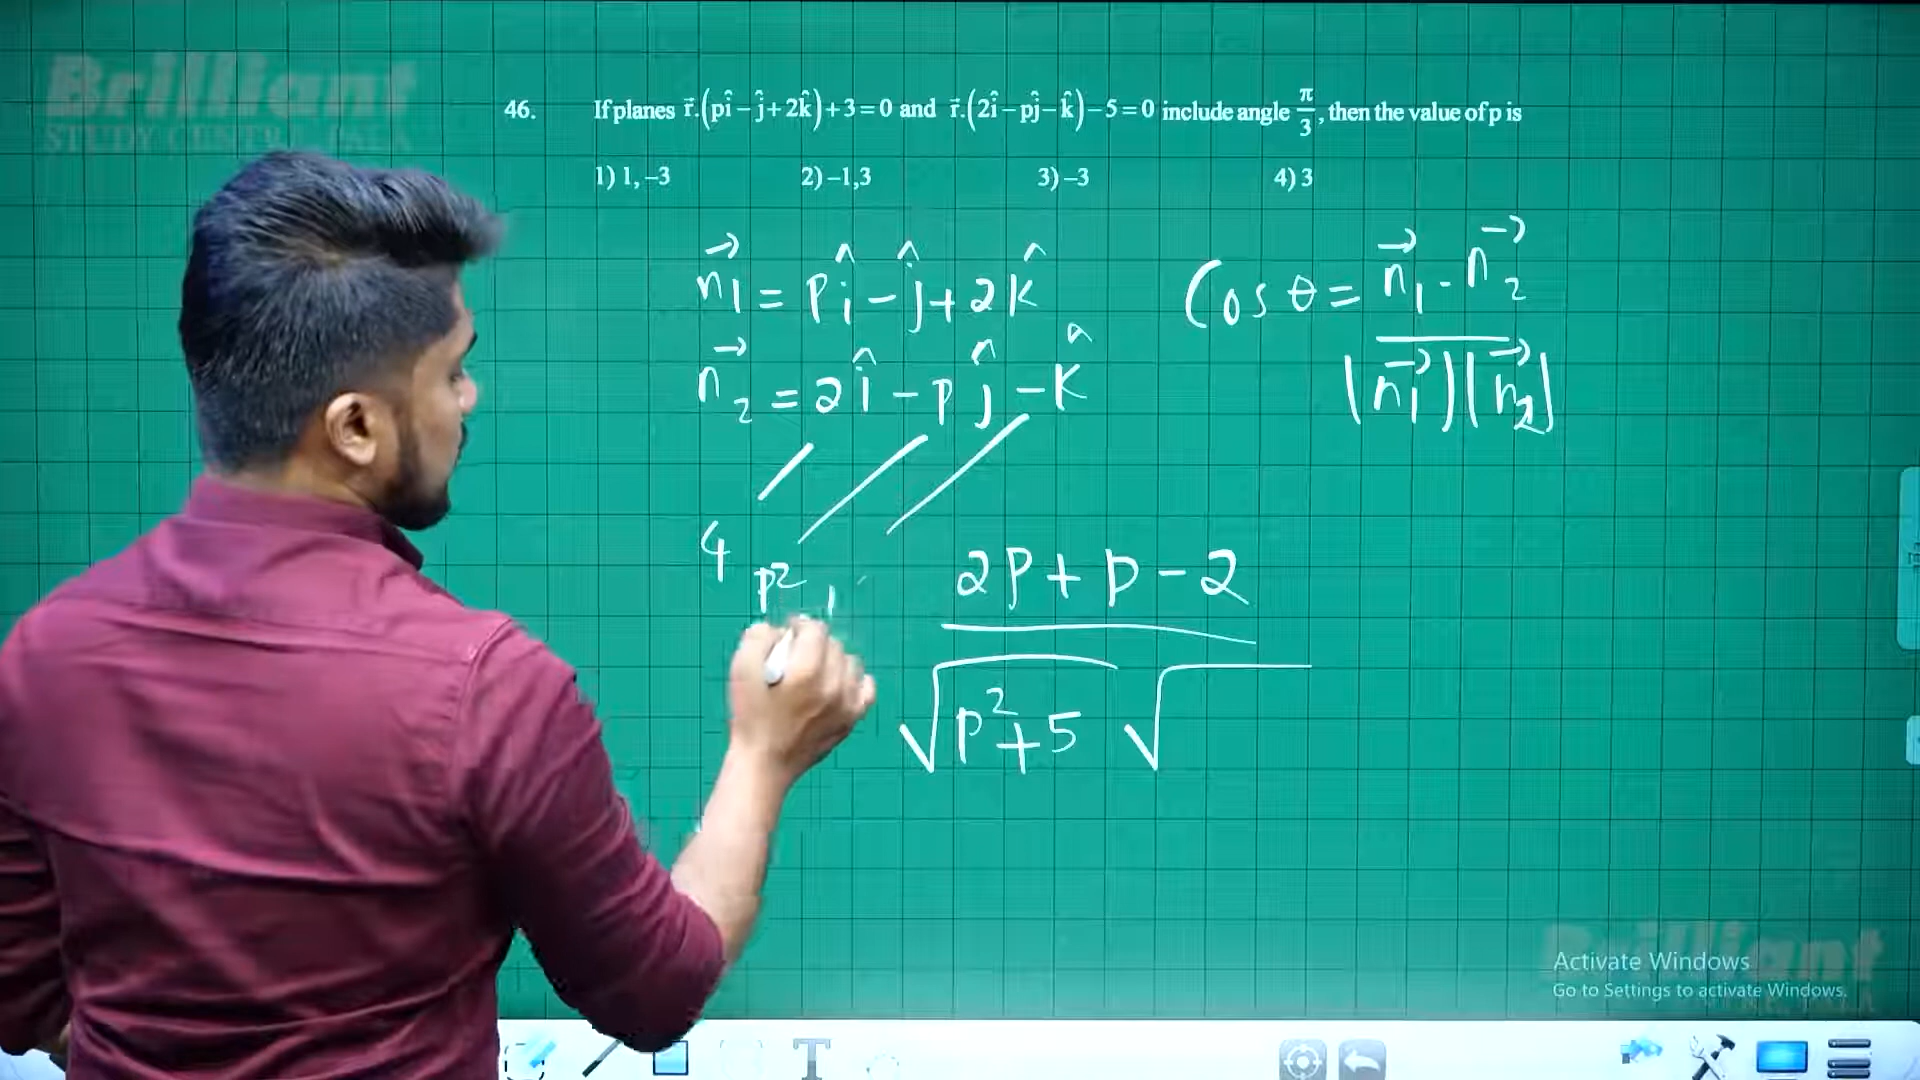 Brilliant
STUDY CENTRE, PALA
46. If planes r⃗.(pî − ĵ + 2k̂) + 3 = 0 and r⃗.(2î − pĵ − k̂) − 5 = 0 include angle π/3, then the value of p is
1) 1, −3 2) −1,3 3) −3 4) 3
n⃗₁ = pî − ĵ + 2k̂
Cos θ = n⃗₁ · n⃗₂ / |n⃗₁||n⃗₂|
n⃗₂ = 2î − pĵ − k̂
4 p² 1
2p + p − 2
√p² + 5 √
Brilliant
Activate Windows
Go to Settings to activate Windows.
T